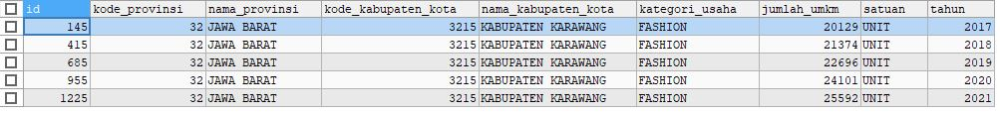 id kode_provinsi nama_provinsi kode_kabupaten_kota nama_kabupaten_kota kategori_usaha jumlah_umkm satuan tahun
145 32 JAWA BARAT 3215 KABUPATEN KARAWANG FASHION 20129 UNIT 2017
415 32 JAWA BARAT 3215 KABUPATEN KARAWANG FASHION 21374 UNIT 2018
685 32 JAWA BARAT 3215 KABUPATEN KARAWANG FASHION 22696 UNIT 2019
955 32 JAWA BARAT 3215 KABUPATEN KARAWANG FASHION 24101 UNIT 2020
1225 32 JAWA BARAT 3215 KABUPATEN KARAWANG FASHION 25592 UNIT 2021